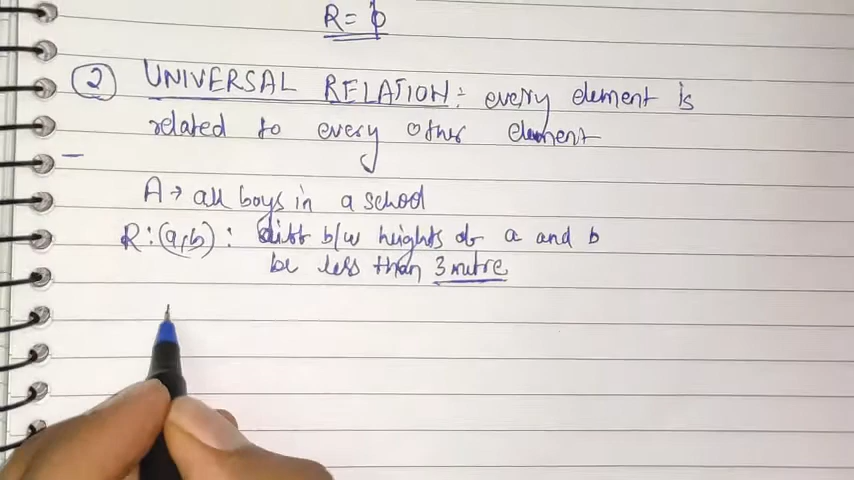 R = ϕ
② UNIVERSAL RELATION : every element is
related to every other element
A → all boys in a school
R : (a,b) : diff b/w heights of a and b
be less than 3 metre